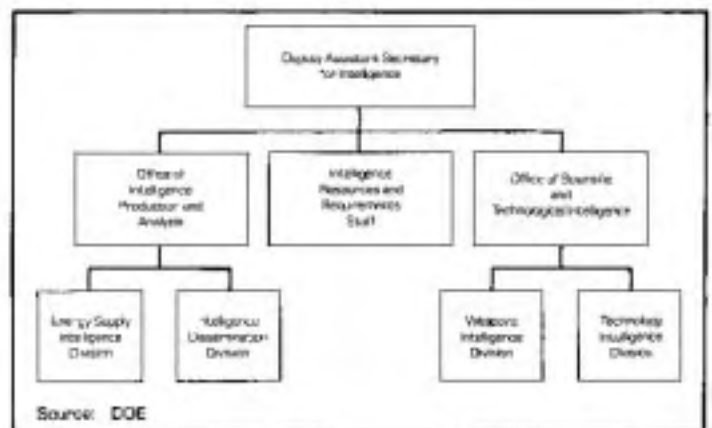 Deputy Assistant Secretary
for Intelligence
Office of
Intelligence
Production and
Analysis
Intelligence
Resources and
Requirements
Staff
Office of Scientific
and
Technological Intelligence
Energy Supply
Intelligence
Division
Intelligence
Dissemination
Division
Weapons
Intelligence
Division
Technology
Intelligence
Division
Source: DOE